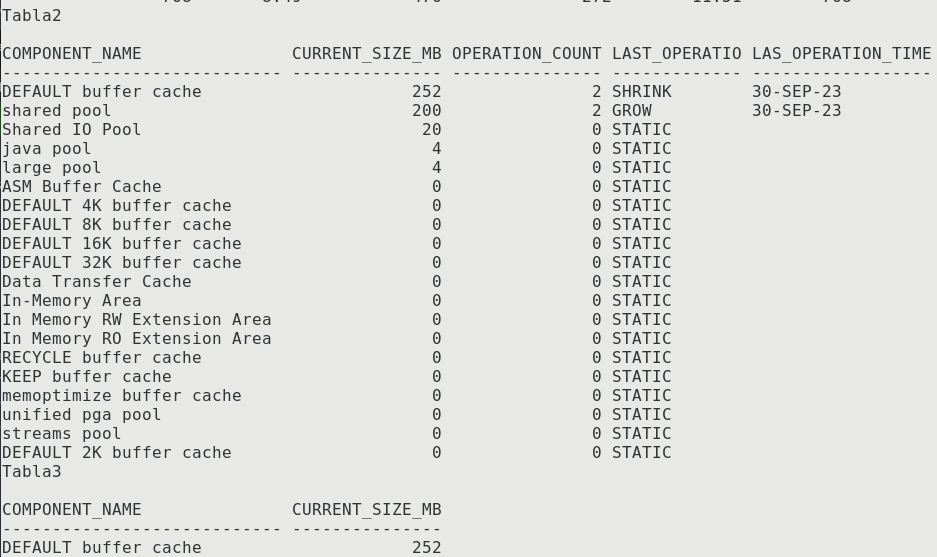 Tabla2
COMPONENT_NAME CURRENT_SIZE_MB OPERATION_COUNT LAST_OPERATIO LAS_OPERATION_TIME
---------------------------- --------------- --------------- ------------- ------------------
DEFAULT buffer cache 252 2 SHRINK 30-SEP-23
shared pool 200 2 GROW 30-SEP-23
Shared IO Pool 20 0 STATIC
java pool 4 0 STATIC
large pool 4 0 STATIC
ASM Buffer Cache 0 0 STATIC
DEFAULT 4K buffer cache 0 0 STATIC
DEFAULT 8K buffer cache 0 0 STATIC
DEFAULT 16K buffer cache 0 0 STATIC
DEFAULT 32K buffer cache 0 0 STATIC
Data Transfer Cache 0 0 STATIC
In-Memory Area 0 0 STATIC
In Memory RW Extension Area 0 0 STATIC
In Memory RO Extension Area 0 0 STATIC
RECYCLE buffer cache 0 0 STATIC
KEEP buffer cache 0 0 STATIC
memoptimize buffer cache 0 0 STATIC
unified pga pool 0 0 STATIC
streams pool 0 0 STATIC
DEFAULT 2K buffer cache 0 0 STATIC
Tabla3
COMPONENT_NAME CURRENT_SIZE_MB
---------------------------- ---------------
DEFAULT buffer cache 252